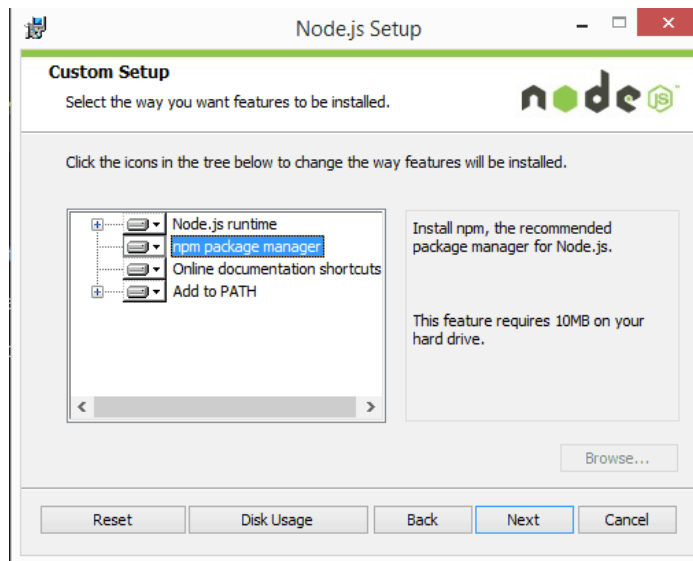 Node.js Setup
Custom Setup
Select the way you want features to be installed.
node JS™
Click the icons in the tree below to change the way features will be installed.
Node.js runtime
npm package manager
Online documentation shortcuts
Add to PATH
Install npm, the recommended
package manager for Node.js.
This feature requires 10MB on your
hard drive.
Browse...
Reset
Disk Usage
Back
Next
Cancel